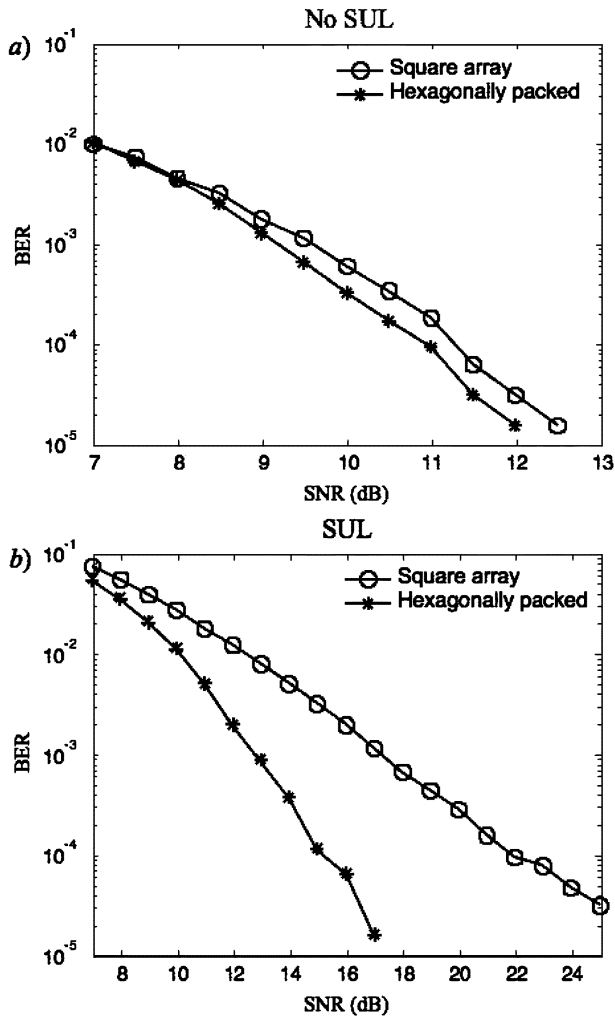 No SUL
a)
10^-1
Square array
Hexagonally packed
10^-2
BER
10^-3
10^-4
10^-5
7 8 9 10 11 12 13
SNR (dB)
SUL
b)
10^-1
Square array
Hexagonally packed
10^-2
BER
10^-3
10^-4
10^-5
8 10 12 14 16 18 20 22 24
SNR (dB)